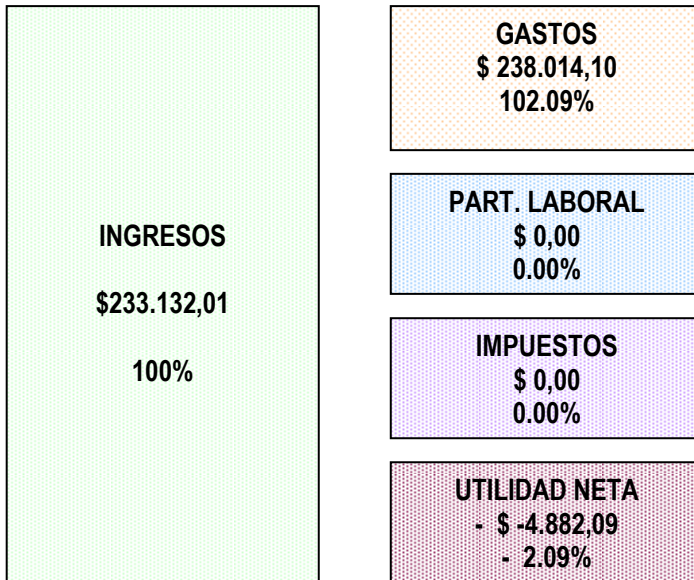 INGRESOS
$233.132,01
100%
GASTOS
$ 238.014,10
102.09%
PART. LABORAL
$ 0,00
0.00%
IMPUESTOS
$ 0,00
0.00%
UTILIDAD NETA
- $ -4.882,09
- 2.09%